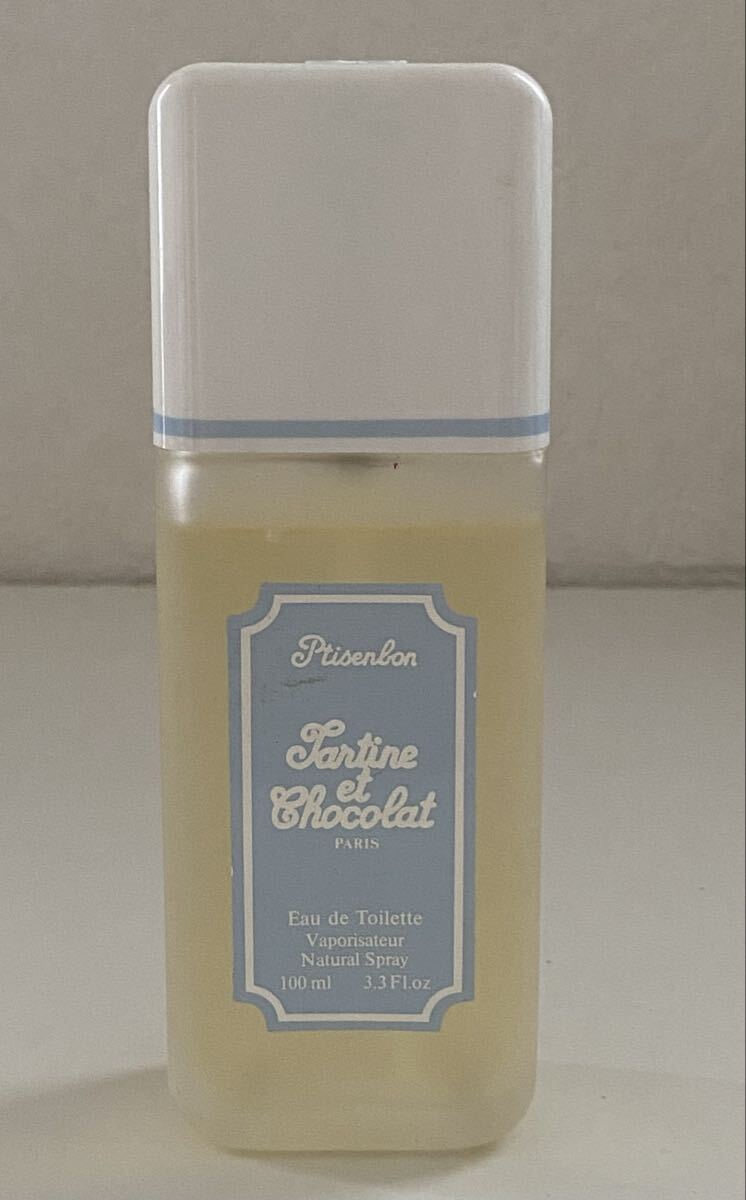 Ptisenbon
Tartine
et
Chocolat
PARIS
Eau de Toilette
Vaporisateur
Natural Spray
100 ml 3.3 Fl.oz